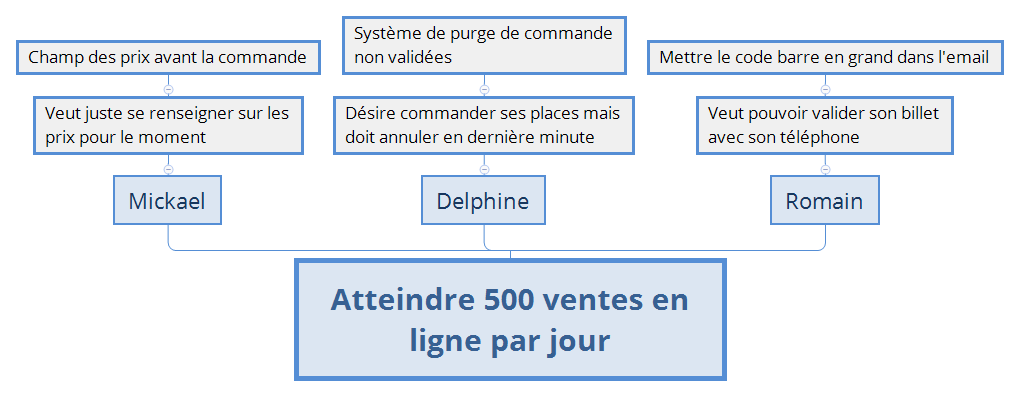 Champ des prix avant la commande
Système de purge de commande
non validées
Mettre le code barre en grand dans l'email
Veut juste se renseigner sur les
prix pour le moment
Désire commander ses places mais
doit annuler en dernière minute
Veut pouvoir valider son billet
avec son téléphone
Mickael
Delphine
Romain
Atteindre 500 ventes en
ligne par jour